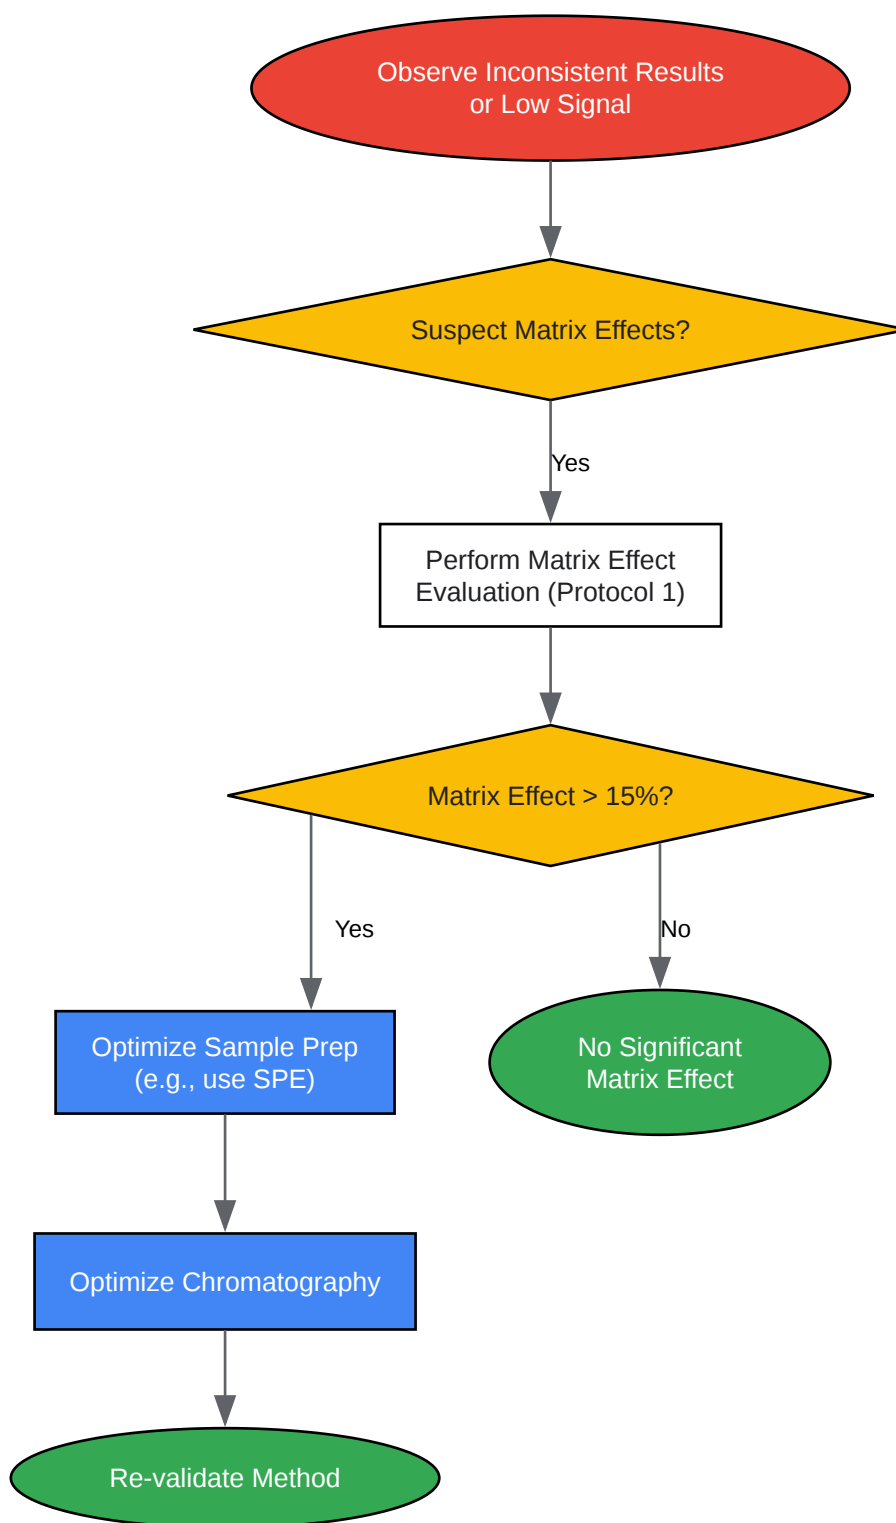 Observe Inconsistent Results
or Low Signal
Suspect Matrix Effects?
Yes
Perform Matrix Effect
Evaluation (Protocol 1)
Matrix Effect > 15%?
Yes
No
Optimize Sample Prep
(e.g., use SPE)
No Significant
Matrix Effect
Optimize Chromatography
Re-validate Method